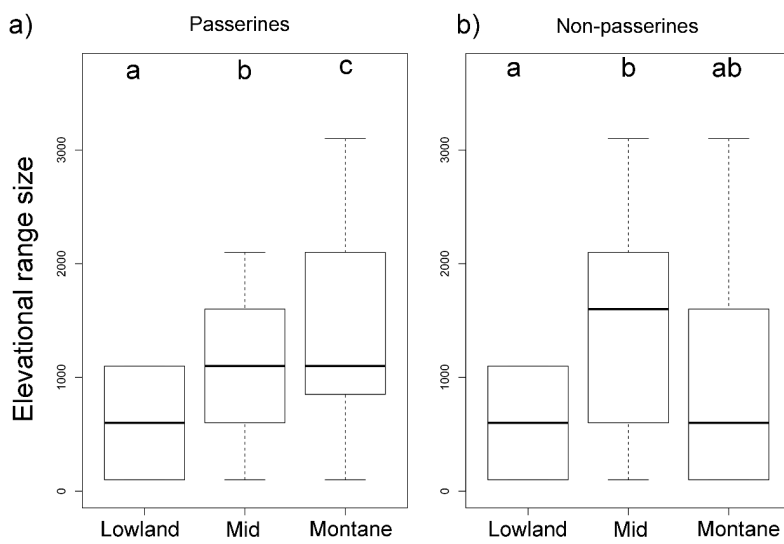 a) Passerines
a b c
Elevational range size
3000
2000
1000
0
Lowland Mid Montane
b) Non-passerines
a b ab
3000
2000
1000
0
Lowland Mid Montane